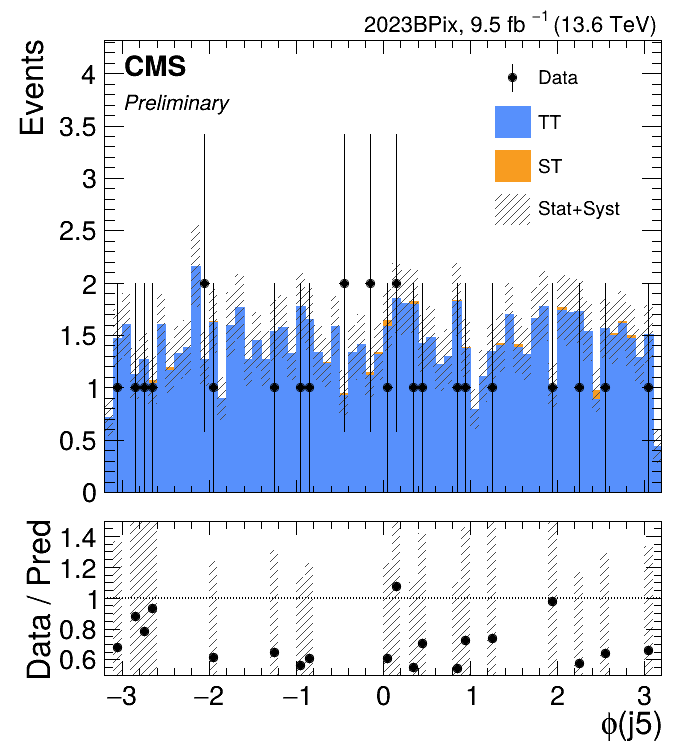 2023BPix, 9.5 fb⁻¹ (13.6 TeV)
Events
CMS
Preliminary
Data
TT
ST
Stat+Syst
4
3.5
3
2.5
2
1.5
1
0.5
0
Data / Pred
1.4
1.2
1
0.8
0.6
−3 −2 −1 0 1 2 3
ϕ(j5)